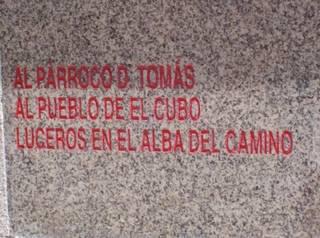 AL PÁRROCO D. TOMÁS
AL PUEBLO DE EL CUBO
LUCEROS EN EL ALBA DEL CAMINO